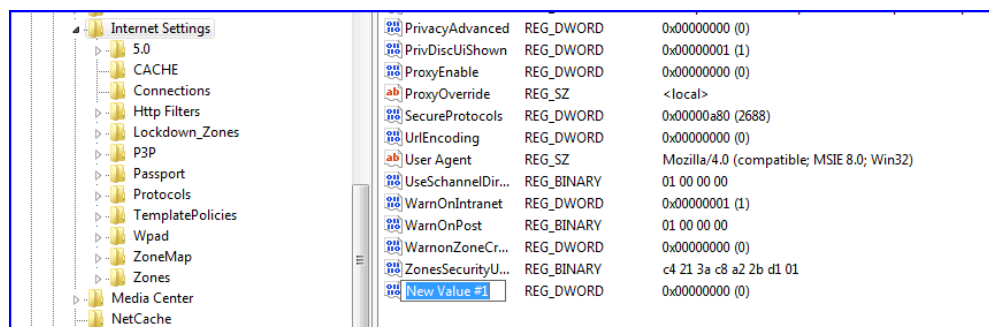 Internet Settings
5.0
CACHE
Connections
Http Filters
Lockdown_Zones
P3P
Passport
Protocols
TemplatePolicies
Wpad
ZoneMap
Zones
Media Center
NetCache
PrivacyAdvanced REG_DWORD 0x00000000 (0)
PrivDiscUiShown REG_DWORD 0x00000001 (1)
ProxyEnable REG_DWORD 0x00000000 (0)
ProxyOverride REG_SZ <local>
SecureProtocols REG_DWORD 0x00000a80 (2688)
UrlEncoding REG_DWORD 0x00000000 (0)
User Agent REG_SZ Mozilla/4.0 (compatible; MSIE 8.0; Win32)
UseSchannelDir... REG_BINARY 01 00 00 00
WarnOnIntranet REG_DWORD 0x00000001 (1)
WarnOnPost REG_BINARY 01 00 00 00
WarnonZoneCr... REG_DWORD 0x00000000 (0)
ZonesSecurityU... REG_BINARY c4 21 3a c8 a2 2b d1 01
New Value #1 REG_DWORD 0x00000000 (0)